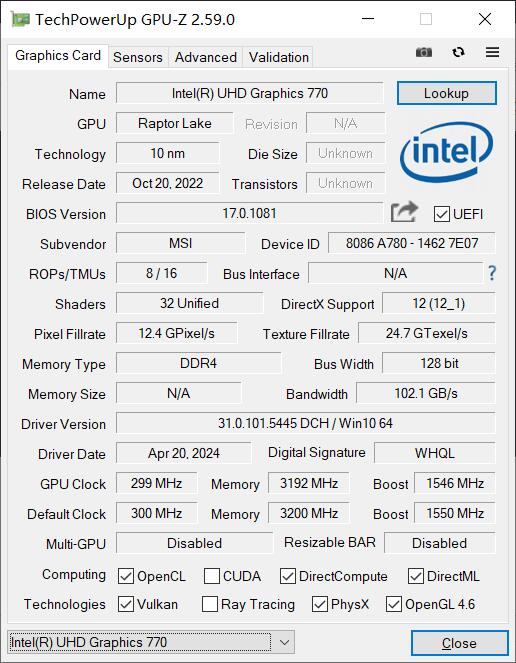 TechPowerUp GPU-Z 2.59.0
Graphics Card Sensors Advanced Validation
Name Intel(R) UHD Graphics 770 Lookup
GPU Raptor Lake Revision N/A
intel
Technology 10 nm Die Size Unknown
Release Date Oct 20, 2022 Transistors Unknown
BIOS Version 17.0.1081 UEFI
Subvendor MSI Device ID 8086 A780 - 1462 7E07
ROPs/TMUs 8 / 16 Bus Interface N/A ?
Shaders 32 Unified DirectX Support 12 (12_1)
Pixel Fillrate 12.4 GPixel/s Texture Fillrate 24.7 GTexel/s
Memory Type DDR4 Bus Width 128 bit
Memory Size N/A Bandwidth 102.1 GB/s
Driver Version 31.0.101.5445 DCH / Win10 64
Driver Date Apr 20, 2024 Digital Signature WHQL
GPU Clock 299 MHz Memory 3192 MHz Boost 1546 MHz
Default Clock 300 MHz Memory 3200 MHz Boost 1550 MHz
Multi-GPU Disabled Resizable BAR Disabled
Computing OpenCL CUDA DirectCompute DirectML
Technologies Vulkan Ray Tracing PhysX OpenGL 4.6
Intel(R) UHD Graphics 770 Close